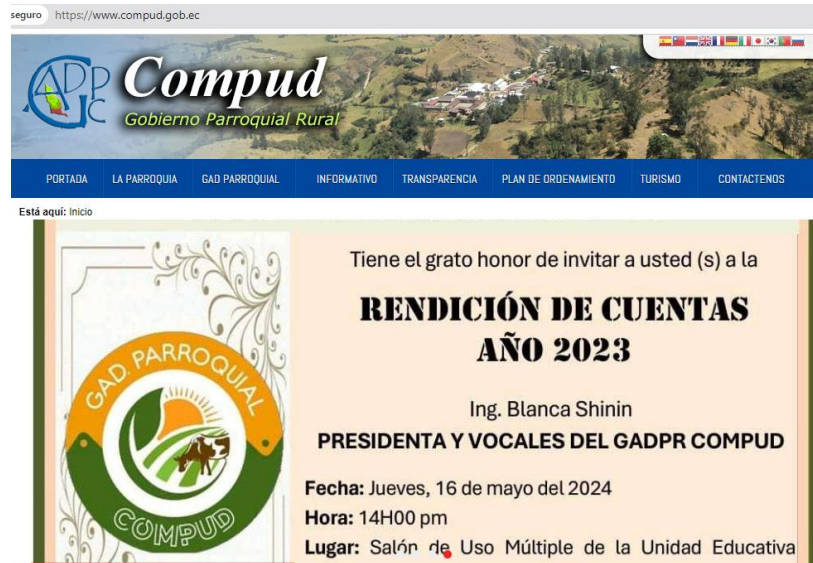 seguro https://www.compud.gob.ec
GADPPC
Compud
Gobierno Parroquial Rural
PORTADA LA PARROQUIA GAD PARROQUIAL INFORMATIVO TRANSPARENCIA PLAN DE ORDENAMIENTO TURISMO CONTACTENOS
Está aquí: Inicio
GAD. PARROQUIAL
COMPUD
Tiene el grato honor de invitar a usted (s) a la
RENDICIÓN DE CUENTAS
AÑO 2023
Ing. Blanca Shinin
PRESIDENTA Y VOCALES DEL GADPR COMPUD
Fecha: Jueves, 16 de mayo del 2024
Hora: 14H00 pm
Lugar: Salón de Uso Múltiple de la Unidad Educativa